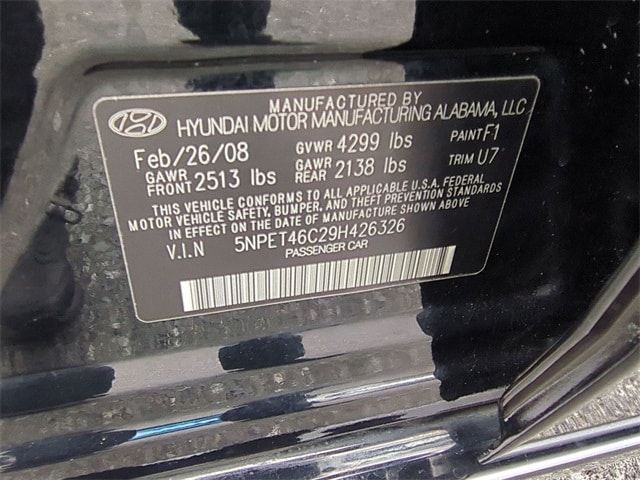 MANUFACTURED BY
HYUNDAI MOTOR MANUFACTURING ALABAMA, LLC
Feb/26/08 GVWR 4299 lbs PAINT F1
GAWR FRONT 2513 lbs GAWR REAR 2138 lbs TRIM U7
THIS VEHICLE CONFORMS TO ALL APPLICABLE U.S.A. FEDERAL
MOTOR VEHICLE SAFETY, BUMPER, AND THEFT PREVENTION STANDARDS
IN EFFECT ON THE DATE OF MANUFACTURE SHOWN ABOVE.
V.I.N 5NPET46C29H426326
PASSENGER CAR